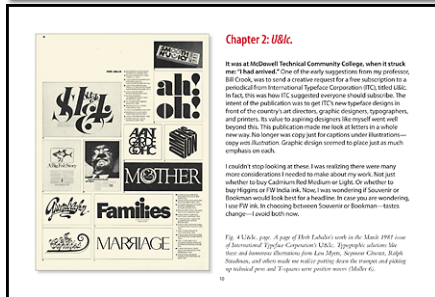 ah!
oh!
AVANT
GARDE
GOTHIC
MOTHER
Families
MARRIAGE
Chapter 2: U&lc.
It was at McDowell Technical Community College, when it struck
me: "I had arrived." One of the early suggestions from my professor,
Bill Crook, was to send a creative request for a free subscription to a
periodical from International Typeface Corporation (ITC), titled U&lc.
In fact, this was how ITC suggested everyone should subscribe. The
intent of the publication was to get ITC's new typeface designs in
front of the country's art directors, graphic designers, typographers,
and printers. Its value to aspiring designers like myself went well
beyond this. This publication made me look at letters in a whole
new way. No longer was copy just for captions under illustrations—
copy was illustration. Graphic design seemed to place just as much
emphasis on each.
I couldn't stop looking at these. I was realizing there were many
more considerations I needed to make about my work. Not just
whether to buy Cadmium Red Medium or Light. Or whether to
buy Higgins or FW India ink. Now, I was wondering if Souvenir or
Bookman would look best for a headline. In case you are wondering,
I use FW ink. In choosing between Souvenir or Bookman—tastes
change—I avoid both now.
Fig. 4 U&lc. page. A page of Herb Lubalin's work in the March 1981 issue
of International Typeface Corporation's U&lc. Typographic solutions like
these and humorous illustrations from Lou Myers, Seymour Chwast, Ralph
Steadman, and others made me realize putting down the trumpet and picking
up technical pens and T-squares were positive moves (Muller 6).
10